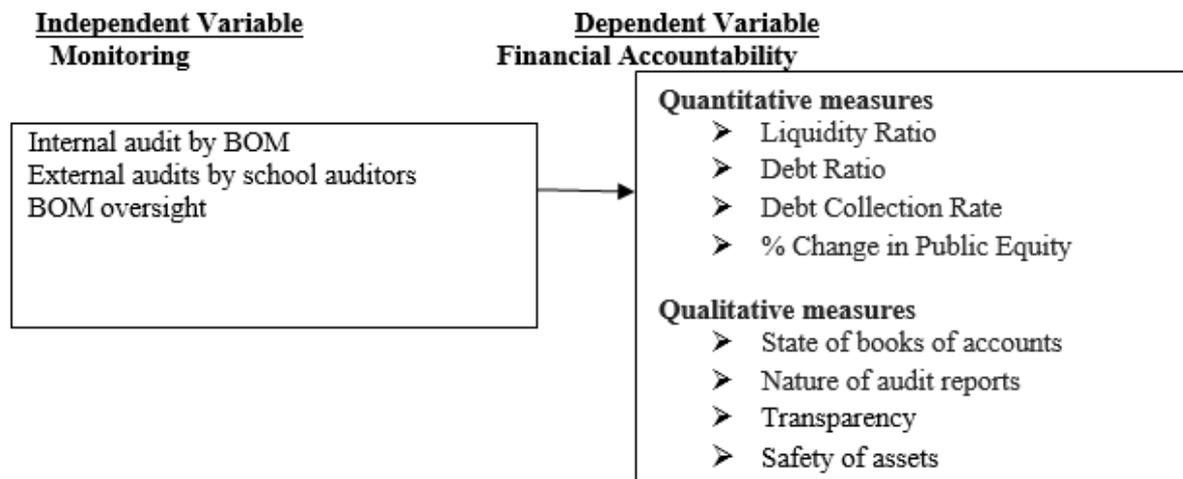 Independent Variable
Monitoring
Dependent Variable
Financial Accountability
Internal audit by BOM
External audits by school auditors
BOM oversight
Quantitative measures
➤ Liquidity Ratio
➤ Debt Ratio
➤ Debt Collection Rate
➤ % Change in Public Equity
Qualitative measures
➤ State of books of accounts
➤ Nature of audit reports
➤ Transparency
➤ Safety of assets